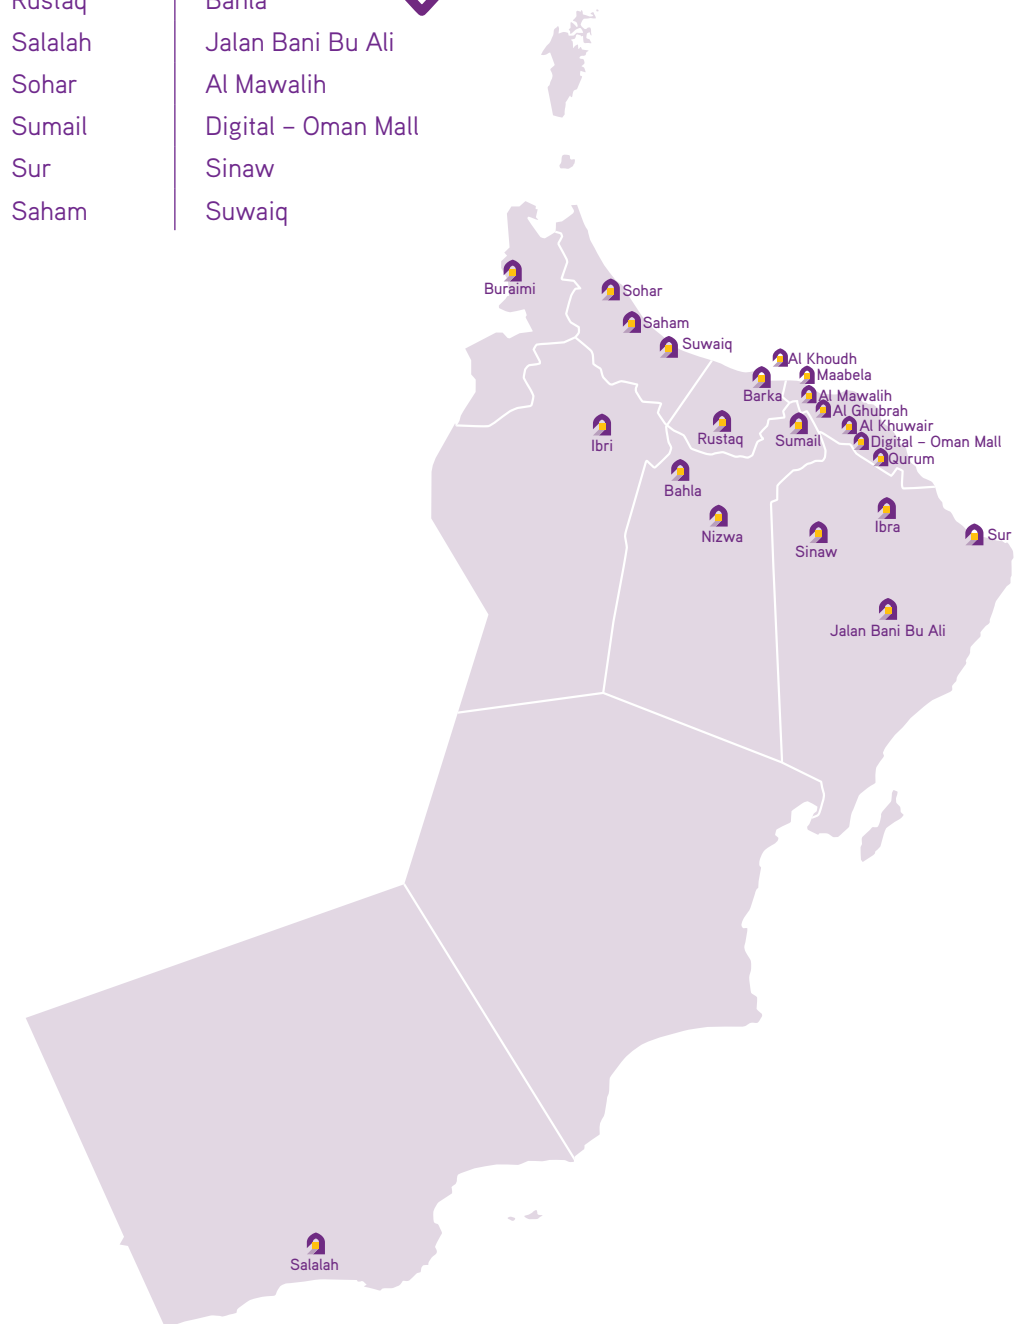 Rustaq
Bahla
Salalah
Jalan Bani Bu Ali
Sohar
Al Mawalih
Sumail
Digital – Oman Mall
Sur
Sinaw
Saham
Suwaiq
Buraimi
Sohar
Saham
Suwaiq
Al Khoudh
Maabela
Barka
Al Mawalih
Al Ghubrah
Al Khuwair
Rustaq
Sumail
Digital – Oman Mall
Ibri
Qurum
Bahla
Nizwa
Ibra
Sinaw
Sur
Jalan Bani Bu Ali
Salalah